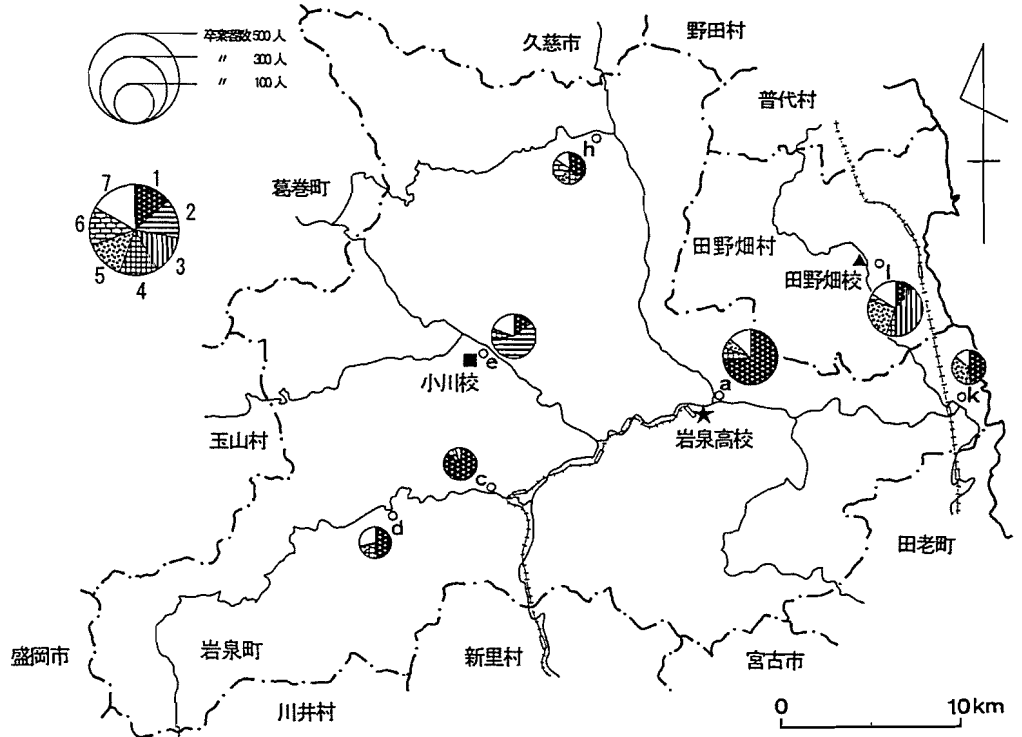 卒業者数500人
〃 300人
〃 100人
1
2
3
4
5
6
7
久慈市
野田村
普代村
葛巻町
h
田野畑村
田野畑校
l
e
小川校
a
岩泉高校
k
玉山村
c
d
田老町
盛岡市
岩泉町
新里村
宮古市
川井村
0 10km